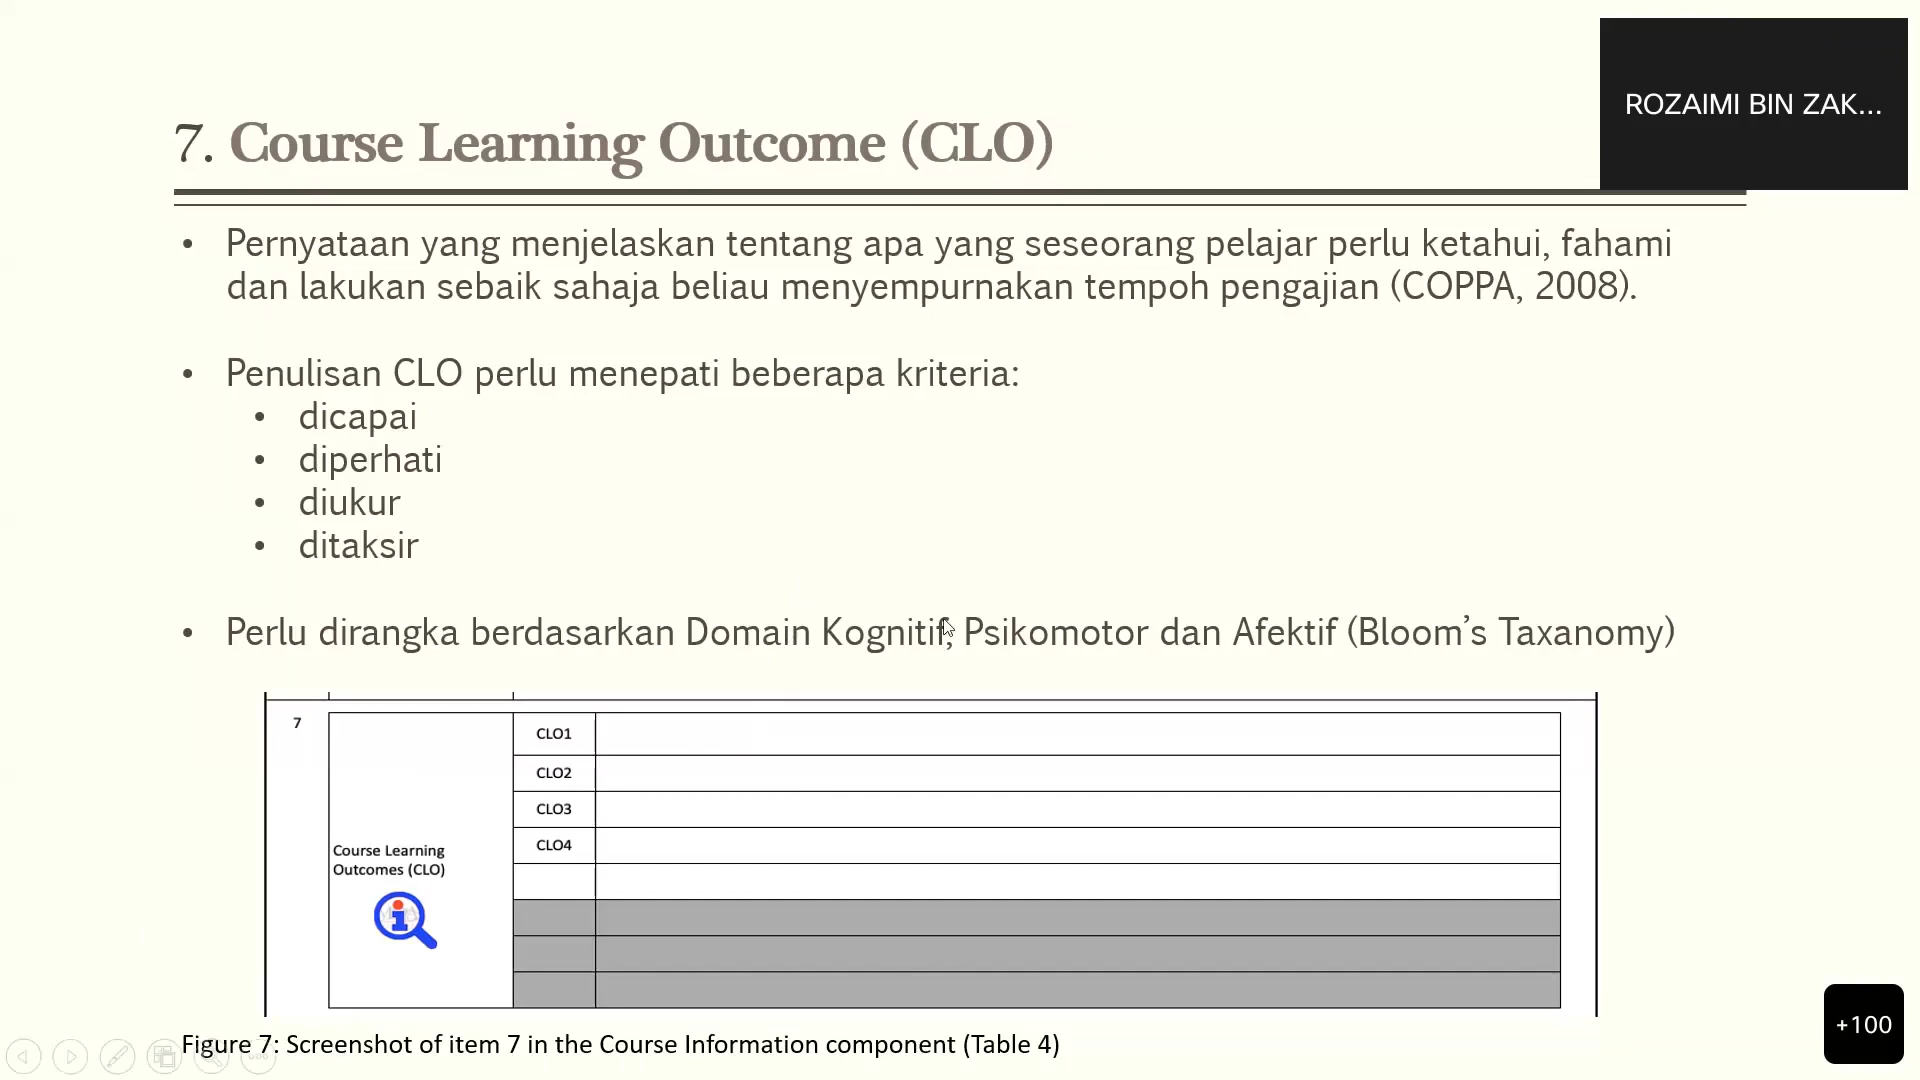 ROZAIMI BIN ZAK...
7. Course Learning Outcome (CLO)
• Pernyataan yang menjelaskan tentang apa yang seseorang pelajar perlu ketahui, fahami
dan lakukan sebaik sahaja beliau menyempurnakan tempoh pengajian (COPPA, 2008).
• Penulisan CLO perlu menepati beberapa kriteria:
• dicapai
• diperhati
• diukur
• ditaksir
• Perlu dirangka berdasarkan Domain Kognitif, Psikomotor dan Afektif (Bloom’s Taxanomy)
7
CLO1
CLO2
CLO3
CLO4
Course Learning
Outcomes (CLO)
Figure 7: Screenshot of item 7 in the Course Information component (Table 4)
+100